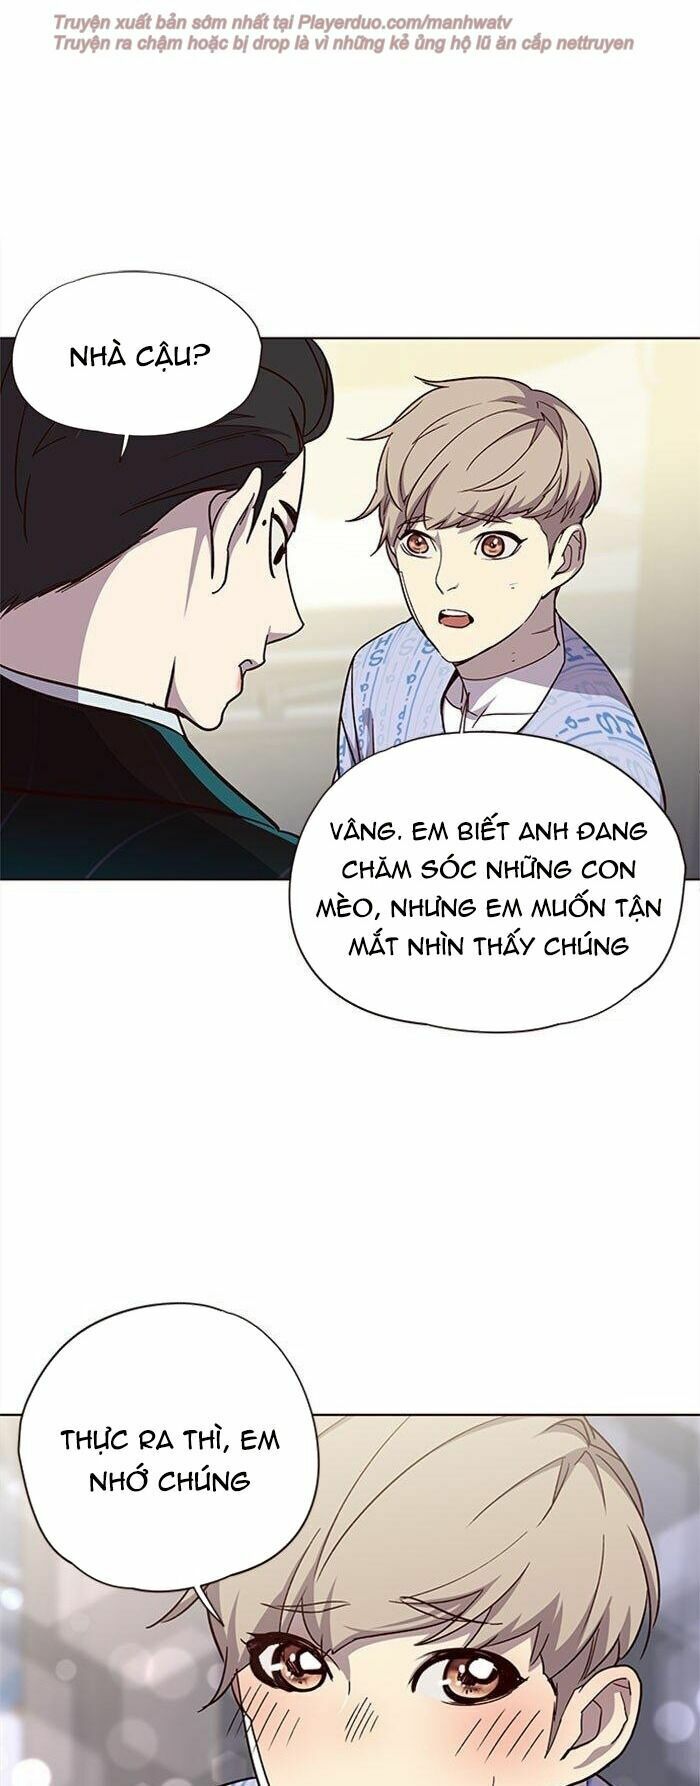 Truyện xuất bản sớm nhất tại Playerduo.com/manhwatv
Truyện ra chậm hoặc bị drop là vì những kẻ ủng hộ lũ ăn cắp nettruyen
NHÀ CẬU?
VÂNG. EM BIẾT ANH ĐANG
CHĂM SÓC NHỮNG CON
MÈO, NHƯNG EM MUỐN TẬN
MẮT NHÌN THẤY CHÚNG
THỰC RA THÌ, EM
NHỚ CHÚNG